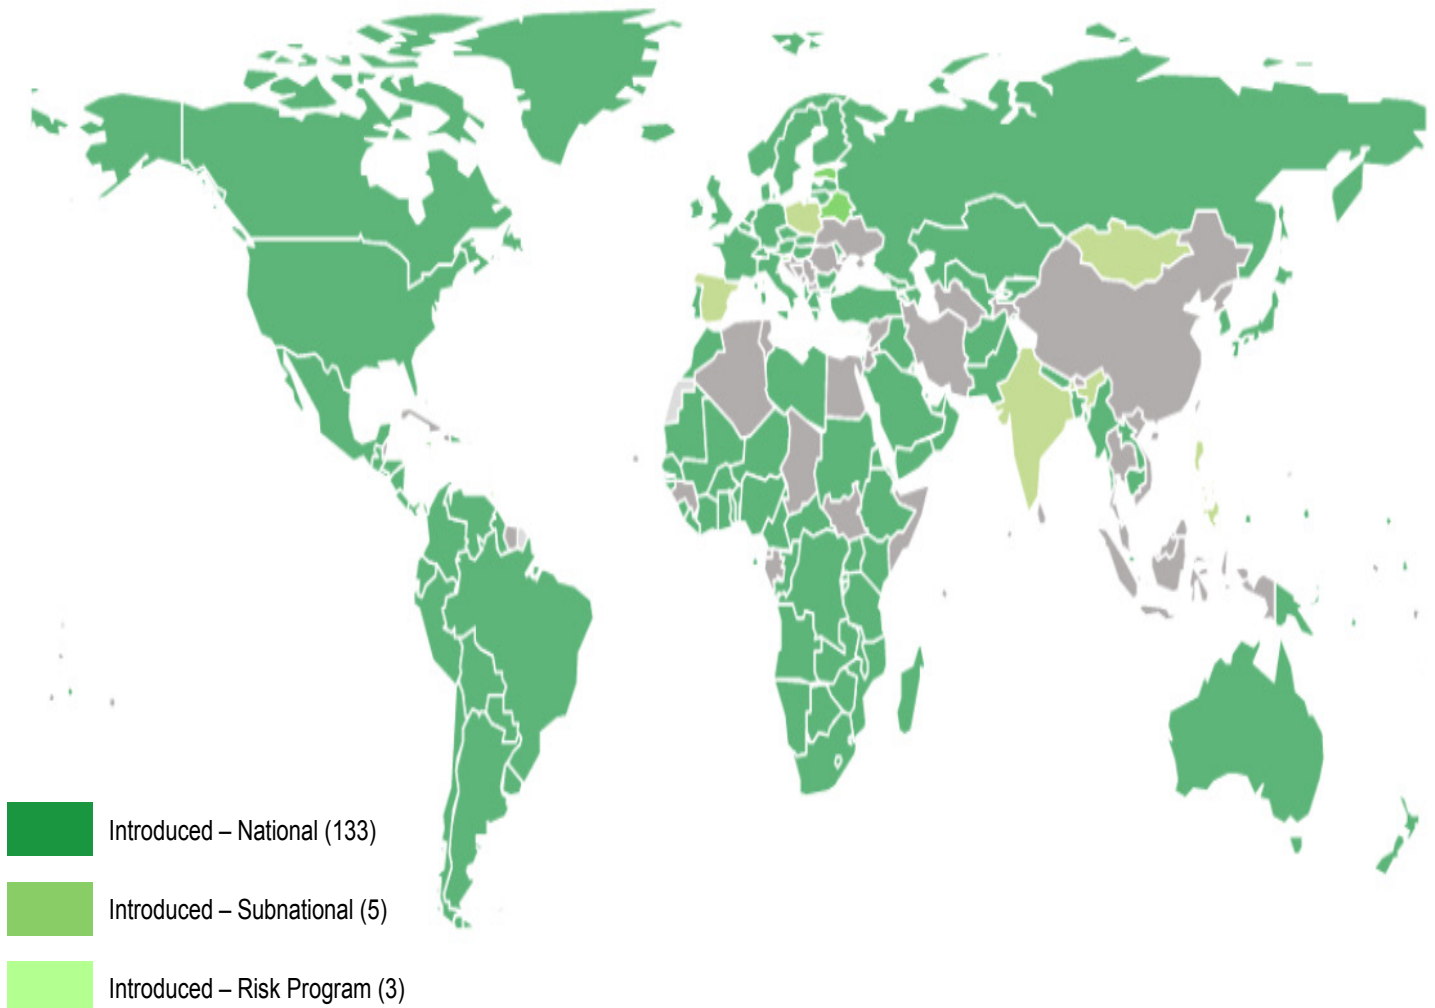 Introduced – National (133)
Introduced – Subnational (5)
Introduced – Risk Program (3)